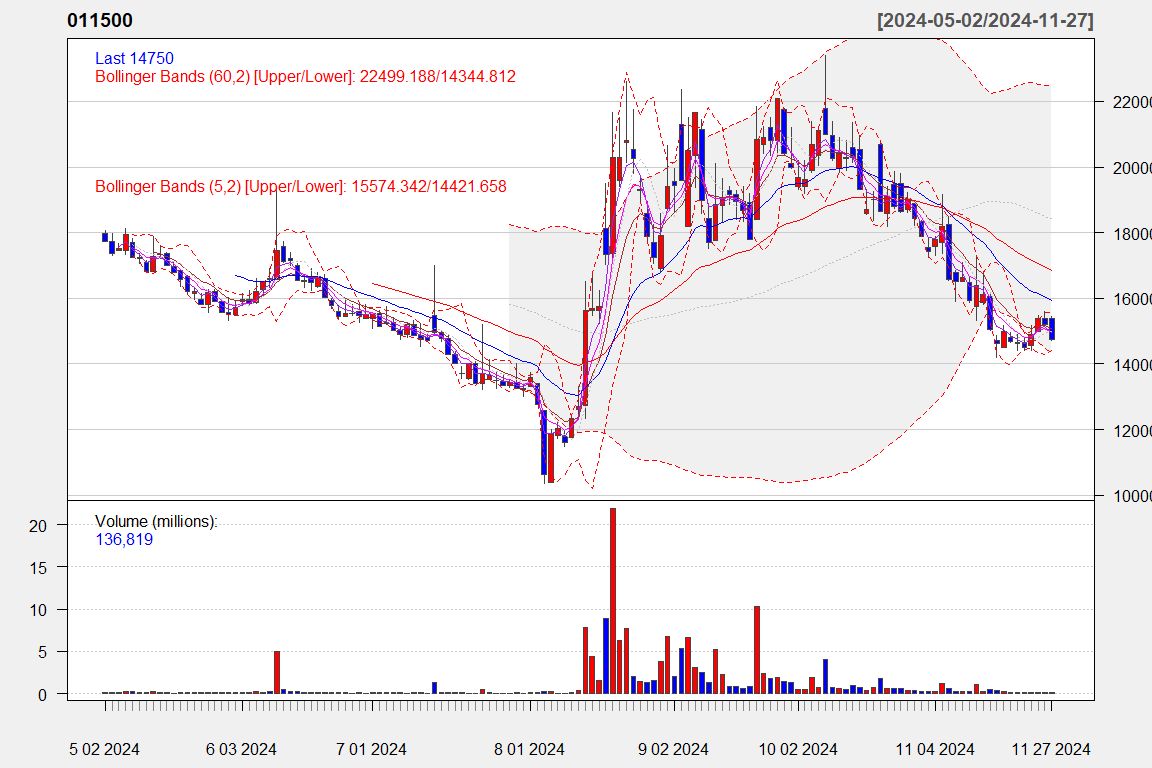 011500 [2024-05-02/2024-11-27]
Last 14750
Bollinger Bands (60,2) [Upper/Lower]: 22499.188/14344.812
Bollinger Bands (5,2) [Upper/Lower]: 15574.342/14421.658
22000
20000
18000
16000
14000
12000
10000
Volume (millions):
136,819
20
15
10
5
0
5 02 2024 6 03 2024 7 01 2024 8 01 2024 9 02 2024 10 02 2024 11 04 2024 11 27 2024